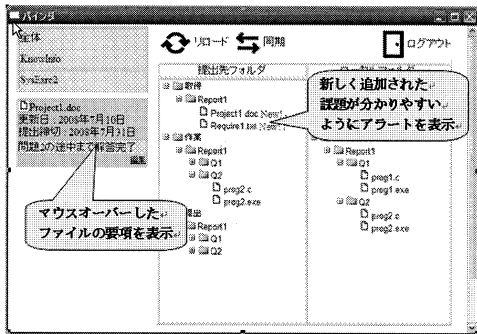 バインダ
全体
KnowInfo
SysExre2
リロード
同期
ログアウト
Project1.doc
更新日：2008年7月10日
提出締切：2008年7月31日
問題2の途中まで解答完了
編集
マウスオーバーした
ファイルの要項を表示
提出先フォルダ
取得
Report1
Project1.doc New!
Require1.txt New!
作業
Report1
Q1
Q2
prog2.c
prog2.exe
提出
Report1
Q1
Q2
新しく追加された
課題が分かりやすい
ようにアラートを表示
Report1
Q1
prog1.c
prog1.exe
Q2
prog2.c
prog2.exe